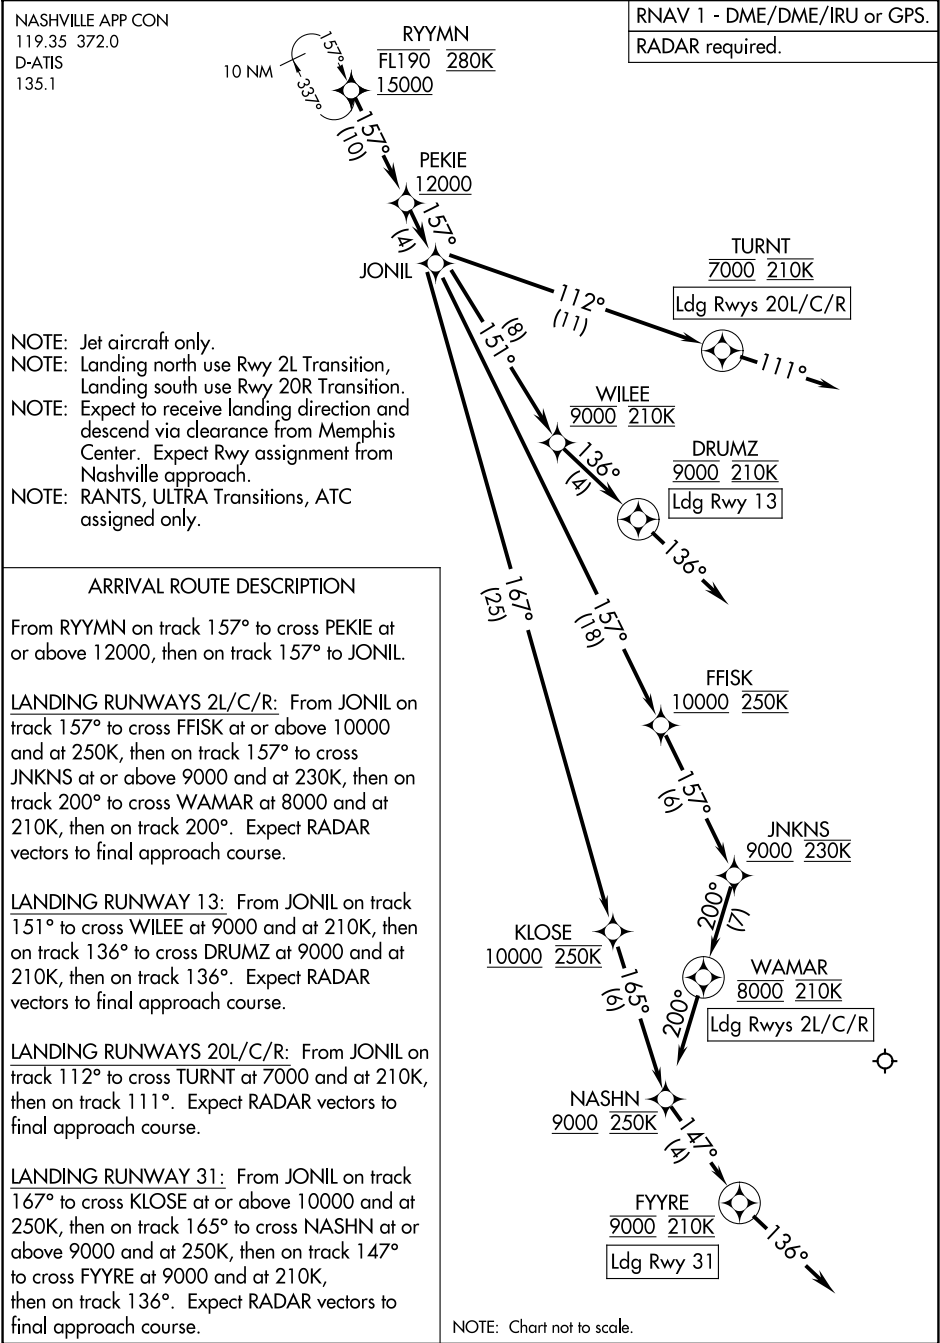 NASHVILLE APP CON
119.35 372.0
D-ATIS
135.1
RNAV 1 - DME/DME/IRU or GPS.
RADAR required.
RYYMN
FL190 280K
15000
10 NM
157°
337°
157°
(10)
PEKIE
12000
157°
(4)
JONIL
TURNT
7000 210K
Ldg Rwys 20L/C/R
112°
(11)
111°
(8)
151°
WILEE
9000 210K
136°
(4)
DRUMZ
9000 210K
Ldg Rwy 13
136°
NOTE: Jet aircraft only.
NOTE: Landing north use Rwy 2L Transition,
Landing south use Rwy 20R Transition.
NOTE: Expect to receive landing direction and
descend via clearance from Memphis
Center. Expect Rwy assignment from
Nashville approach.
NOTE: RANTS, ULTRA Transitions, ATC
assigned only.
167°
(25)
157°
(18)
FFISK
10000 250K
157°
(6)
JNKNS
9000 230K
200°
(7)
KLOSE
10000 250K
165°
(6)
WAMAR
8000 210K
Ldg Rwys 2L/C/R
200°
NASHN
9000 250K
147°
(4)
FYYRE
9000 210K
Ldg Rwy 31
136°
ARRIVAL ROUTE DESCRIPTION
From RYYMN on track 157° to cross PEKIE at
or above 12000, then on track 157° to JONIL.
LANDING RUNWAYS 2L/C/R: From JONIL on
track 157° to cross FFISK at or above 10000
and at 250K, then on track 157° to cross
JNKNS at or above 9000 and at 230K, then on
track 200° to cross WAMAR at 8000 and at
210K, then on track 200°. Expect RADAR
vectors to final approach course.
LANDING RUNWAY 13: From JONIL on track
151° to cross WILEE at 9000 and at 210K, then
on track 136° to cross DRUMZ at 9000 and at
210K, then on track 136°. Expect RADAR
vectors to final approach course.
LANDING RUNWAYS 20L/C/R: From JONIL on
track 112° to cross TURNT at 7000 and at 210K,
then on track 111°. Expect RADAR vectors to
final approach course.
LANDING RUNWAY 31: From JONIL on track
167° to cross KLOSE at or above 10000 and at
250K, then on track 165° to cross NASHN at or
above 9000 and at 250K, then on track 147°
to cross FYYRE at 9000 and at 210K,
then on track 136°. Expect RADAR vectors to
final approach course.
NOTE: Chart not to scale.